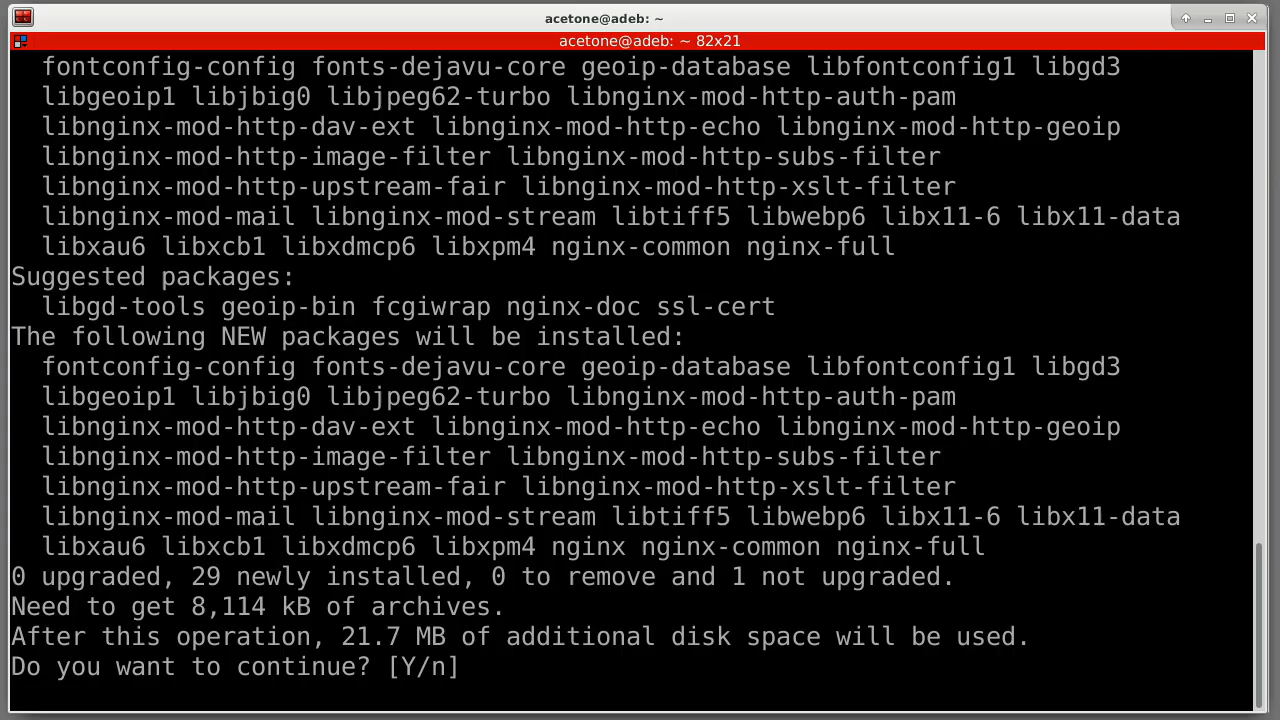 acetone@adeb: ~
acetone@adeb: ~ 82x21
fontconfig-config fonts-dejavu-core geoip-database libfontconfig1 libgd3
libgeoip1 libjbig0 libjpeg62-turbo libnginx-mod-http-auth-pam
libnginx-mod-http-dav-ext libnginx-mod-http-echo libnginx-mod-http-geoip
libnginx-mod-http-image-filter libnginx-mod-http-subs-filter
libnginx-mod-http-upstream-fair libnginx-mod-http-xslt-filter
libnginx-mod-mail libnginx-mod-stream libtiff5 libwebp6 libx11-6 libx11-data
libxau6 libxcb1 libxdmcp6 libxpm4 nginx-common nginx-full
Suggested packages:
libgd-tools geoip-bin fcgiwrap nginx-doc ssl-cert
The following NEW packages will be installed:
fontconfig-config fonts-dejavu-core geoip-database libfontconfig1 libgd3
libgeoip1 libjbig0 libjpeg62-turbo libnginx-mod-http-auth-pam
libnginx-mod-http-dav-ext libnginx-mod-http-echo libnginx-mod-http-geoip
libnginx-mod-http-image-filter libnginx-mod-http-subs-filter
libnginx-mod-http-upstream-fair libnginx-mod-http-xslt-filter
libnginx-mod-mail libnginx-mod-stream libtiff5 libwebp6 libx11-6 libx11-data
libxau6 libxcb1 libxdmcp6 libxpm4 nginx nginx-common nginx-full
0 upgraded, 29 newly installed, 0 to remove and 1 not upgraded.
Need to get 8,114 kB of archives.
After this operation, 21.7 MB of additional disk space will be used.
Do you want to continue? [Y/n]